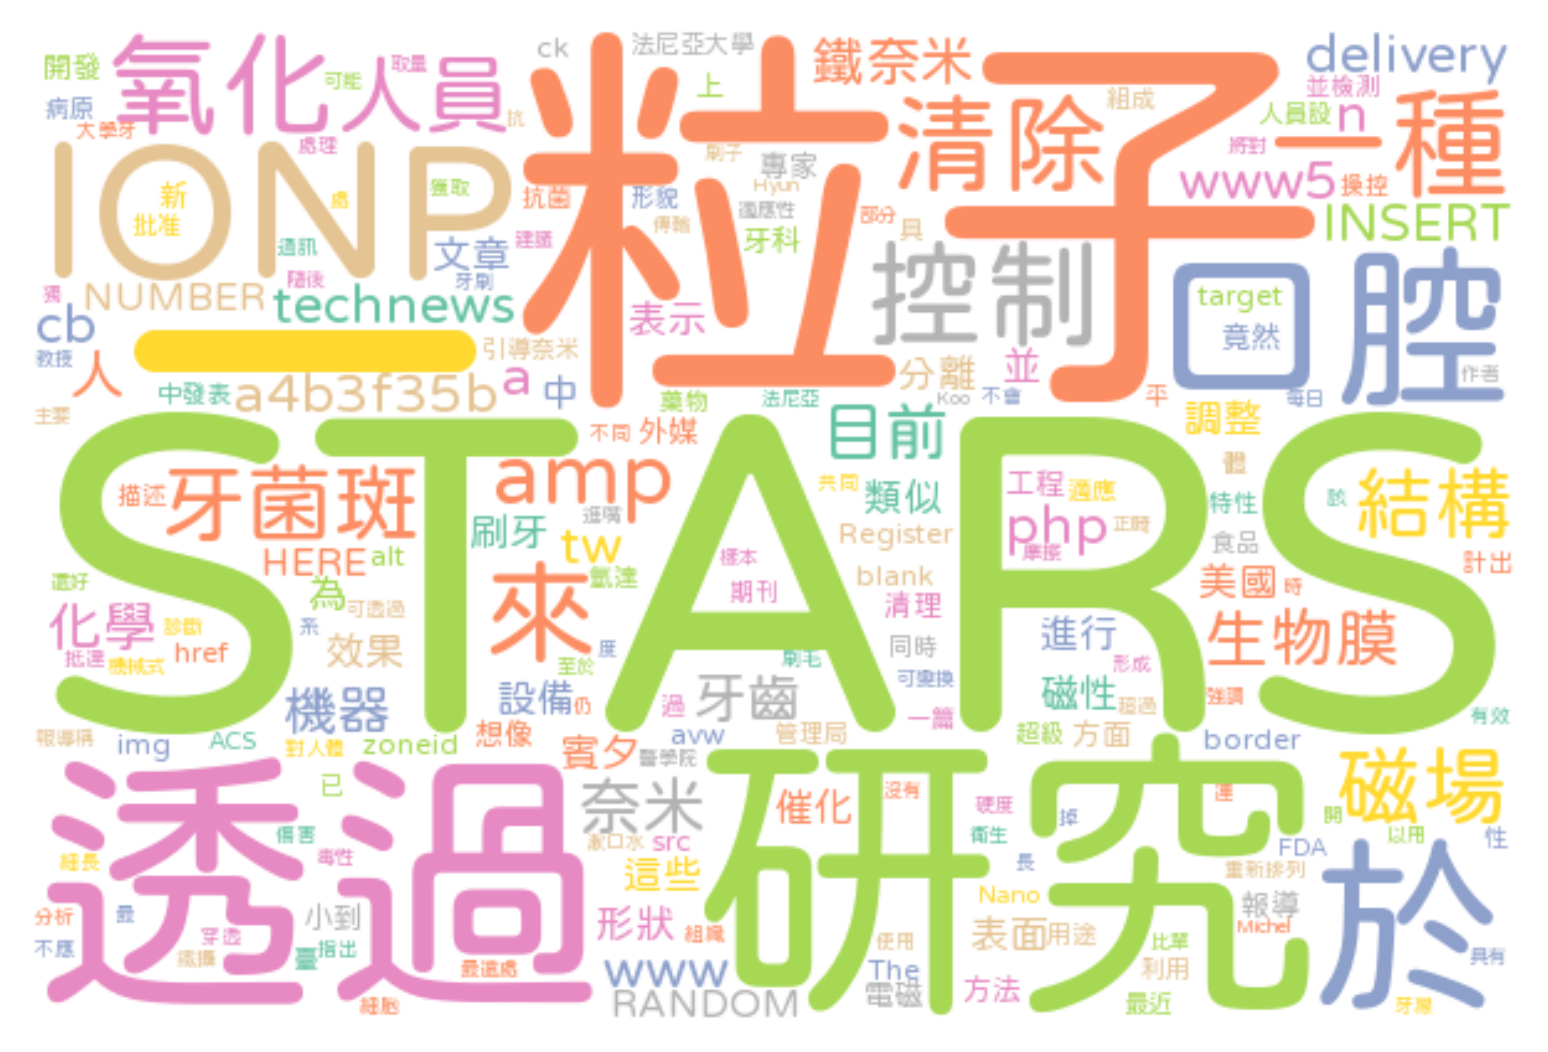 開發
氧化
人員
可能
取量
ck
法尼亞大學
上
鐵奈米
delivery
並檢測
病原
大學牙
處理
抗
粒子
刷子
專家
清除
組成
人員設
n
一種
將對
IONP
新
批准
處
獲取
抗菌
形貌
Hyun
適應性
傳輸
部分
具
www5
操控
INSERT
通訊
文章
建議
牙刷
隨後
牙科
控制
口腔
target
竟然
獨
NUMBER
technews
表示
cb
教授
一
引導奈米
人
中發表
a4b3f35b
a
中
藥物
法尼亞
分離
並
Koo
不會
平
每日
作者
主要
STARS
不同
外媒
目前
調整
體
描述
牙菌斑
amp
逛嘴
共同
類似
工程
適應
特性
該
結構
HERE
alt
刷牙
tw
氫達
樣本
期刊
Register
php
正畸
摩擦
食品
計出
還好
為
可透過
來
blank
清理
美國
時
化學
診斷
系
效果
度
至於
刷毛
同時
進行
形成
生物膜
抵達
機械式
href
機器
設備
仍
過
牙齒
可變換
一篇
磁性
超過
強調
有效
報導稱
img
ACS
對人體
zoneid
想像
賓夕
醫學院
avw
管理局
超級
方面
border
透過
已
奈米
研究
催化
沒有
硬度
掉
連
磁場
開
傷害
毒性
漱口水
src
衛生
FDA
以用
性
細長
這些
長
重新排列
於
分析
最
小到
形狀
組織
Nano
報導
Michel
不應
穿透
臺
指出
最遠處
使用
表面
用途
比單
具有
www
The
利用
細胞
RANDOM
電磁
方法
最近
牙線